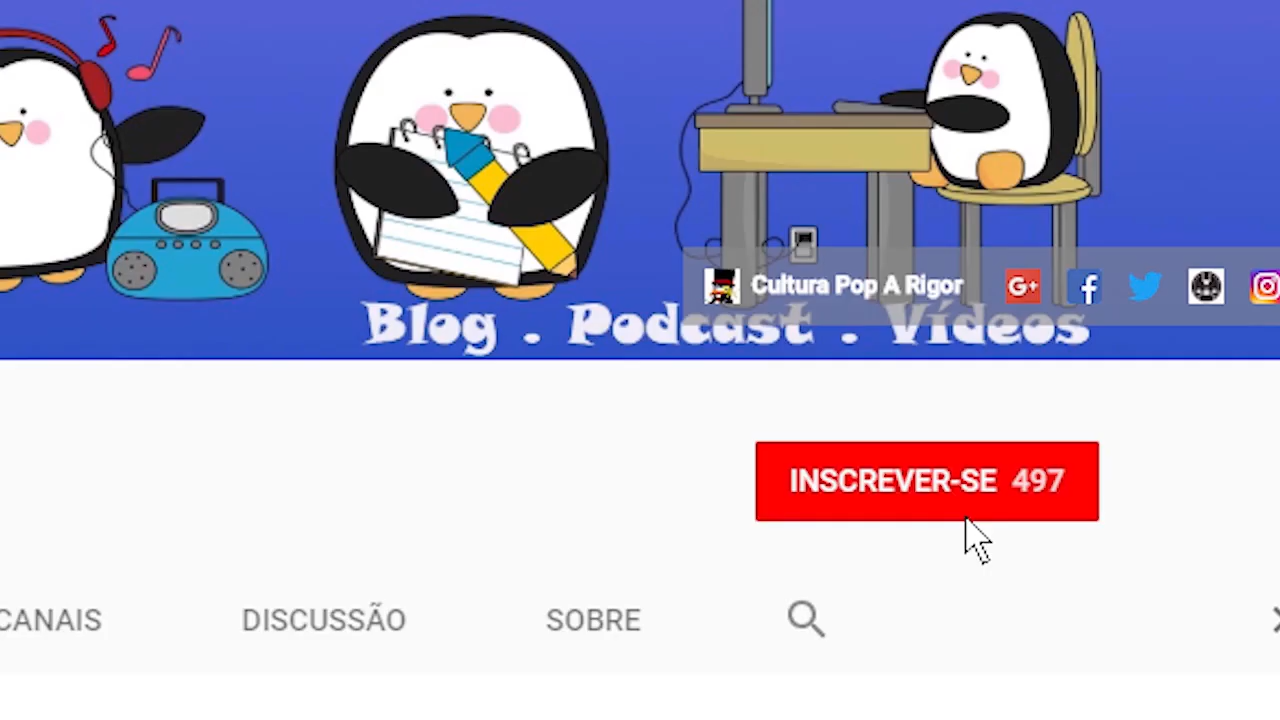 Cultura Pop A Rigor G+
Blog . Podcast . Vídeos
INSCREVER-SE 497
CANAIS DISCUSSÃO SOBRE